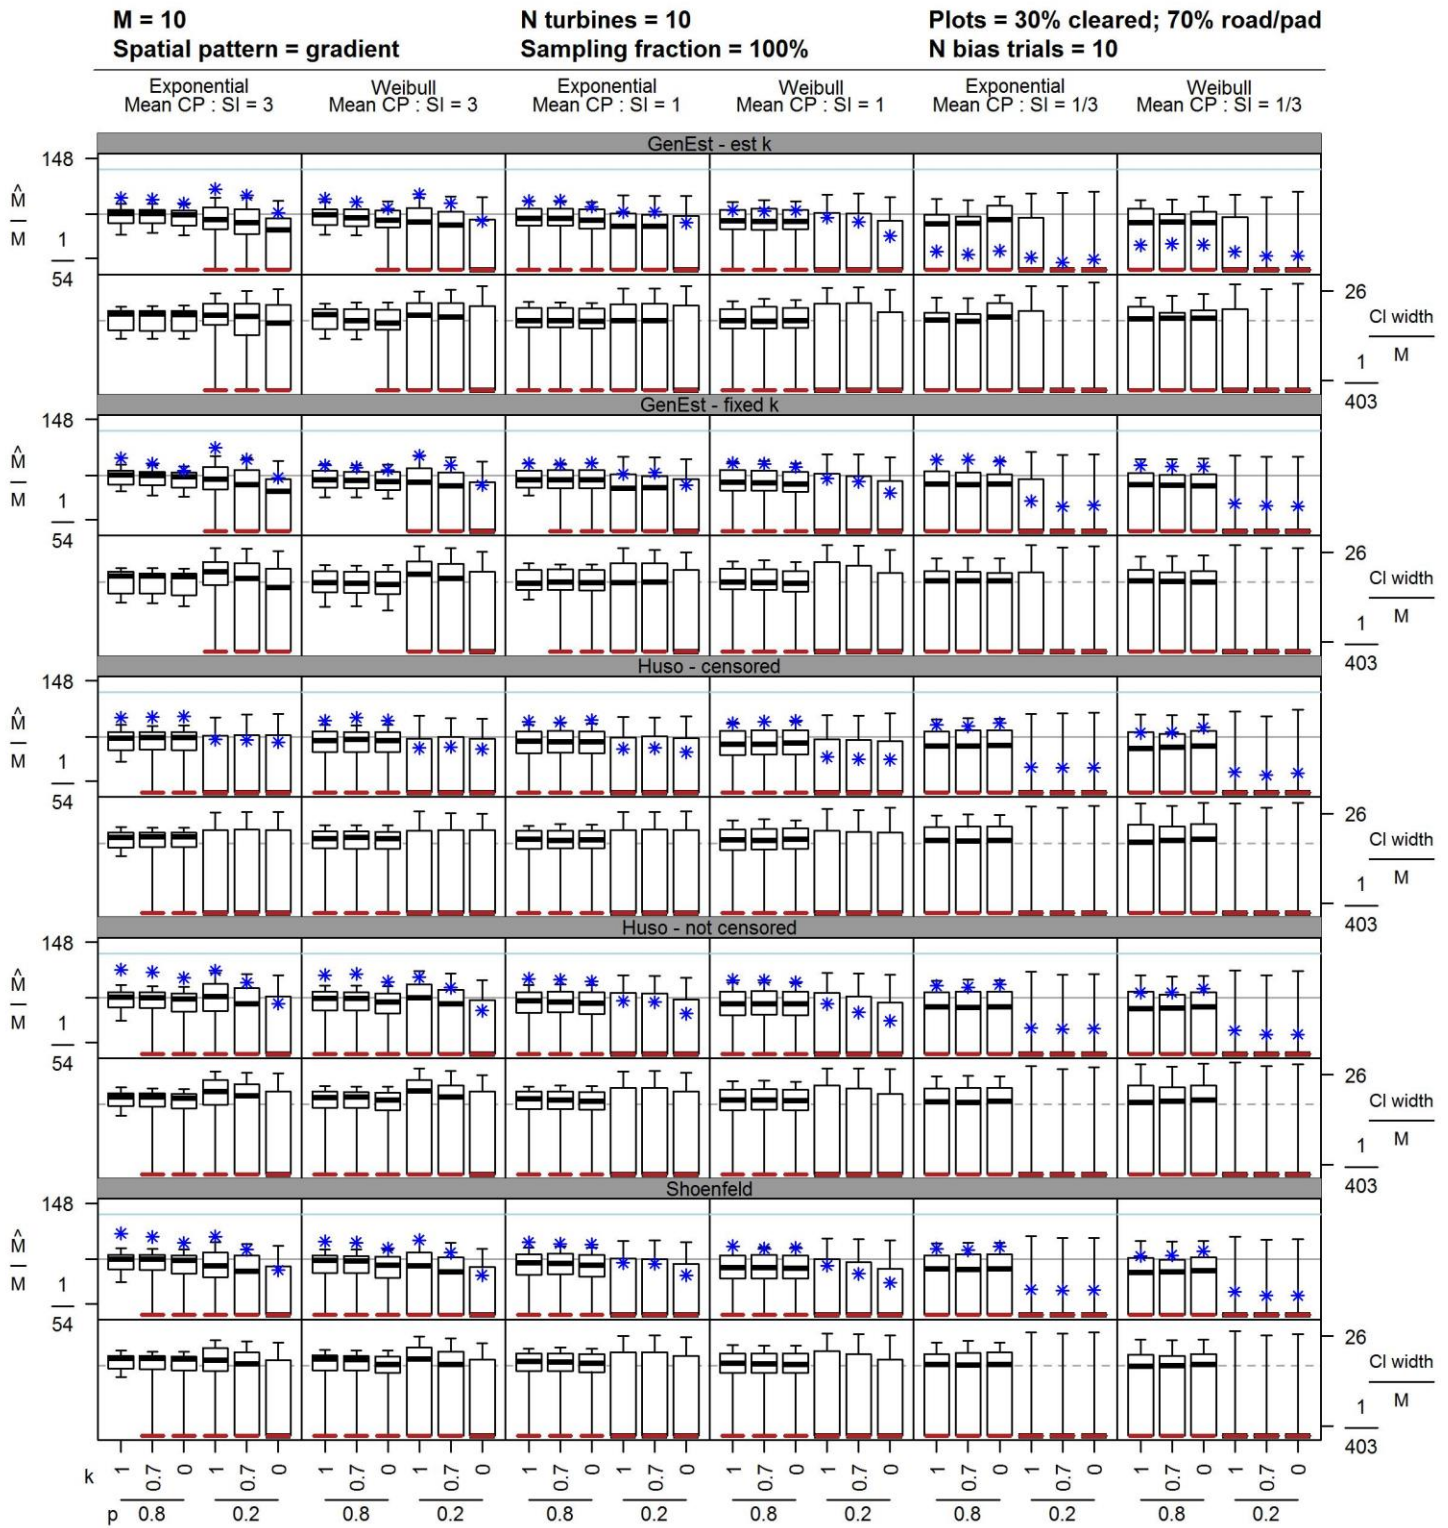 M = 10 N turbines = 10 Plots = 30% cleared; 70% road/pad
Spatial pattern = gradient Sampling fraction = 100% N bias trials = 10
Exponential Weibull Exponential Weibull Exponential Weibull
Mean CP : SI = 3 Mean CP : SI = 3 Mean CP : SI = 1 Mean CP : SI = 1 Mean CP : SI = 1/3 Mean CP : SI = 1/3
GenEst - est k
148
M̂
M
1
54
26
CI width
M
1
403
GenEst - fixed k
148
M̂
M
1
54
26
CI width
M
1
403
Huso - censored
148
M̂
M
1
54
26
CI width
M
1
403
Huso - not censored
148
M̂
M
1
54
26
CI width
M
1
403
Shoenfeld
148
M̂
M
1
54
26
CI width
M
1
403
k 1 0.7 0 1 0.7 0 1 0.7 0 1 0.7 0 1 0.7 0 1 0.7 0 1 0.7 0 1 0.7 0 1 0.7 0 1 0.7 0 1 0.7 0 1 0.7 0
p 0.8 0.2 0.8 0.2 0.8 0.2 0.8 0.2 0.8 0.2 0.8 0.2